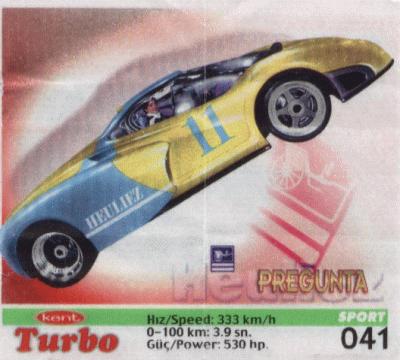 11
HEULIEZ
Heuliez
PREGUNTA
SPORT
kent
Turbo
Hız/Speed: 333 km/h
0-100 km: 3.9 sn.
Güç/Power: 530 hp.
041